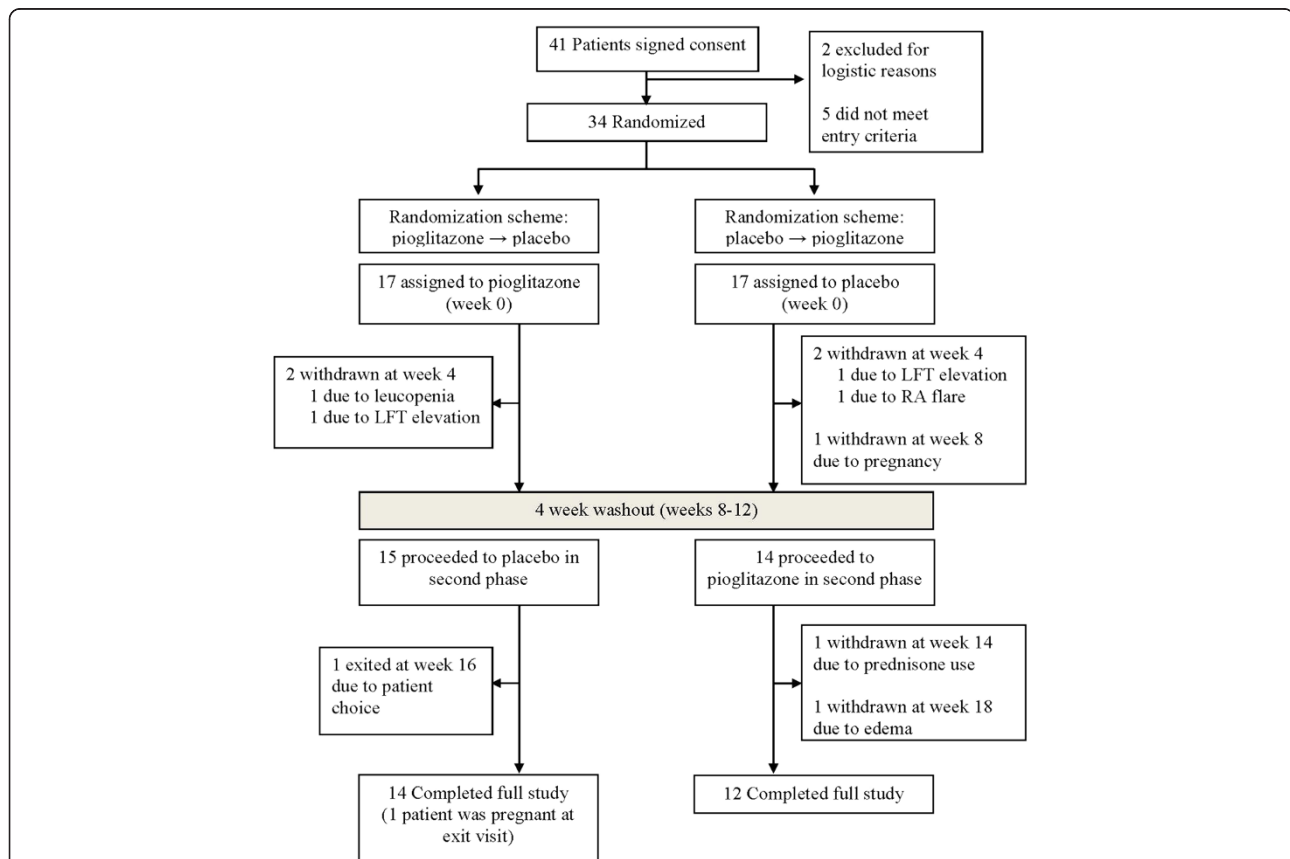 41 Patients signed consent
2 excluded for
logistic reasons
5 did not meet
entry criteria
34 Randomized
Randomization scheme:
pioglitazone → placebo
Randomization scheme:
placebo → pioglitazone
17 assigned to pioglitazone
(week 0)
17 assigned to placebo
(week 0)
2 withdrawn at week 4
1 due to leucopenia
1 due to LFT elevation
2 withdrawn at week 4
1 due to LFT elevation
1 due to RA flare
1 withdrawn at week 8
due to pregnancy
4 week washout (weeks 8-12)
15 proceeded to placebo in
second phase
14 proceeded to
pioglitazone in second phase
1 exited at week 16
due to patient
choice
1 withdrawn at week 14
due to prednisone use
1 withdrawn at week 18
due to edema
14 Completed full study
(1 patient was pregnant at
exit visit)
12 Completed full study